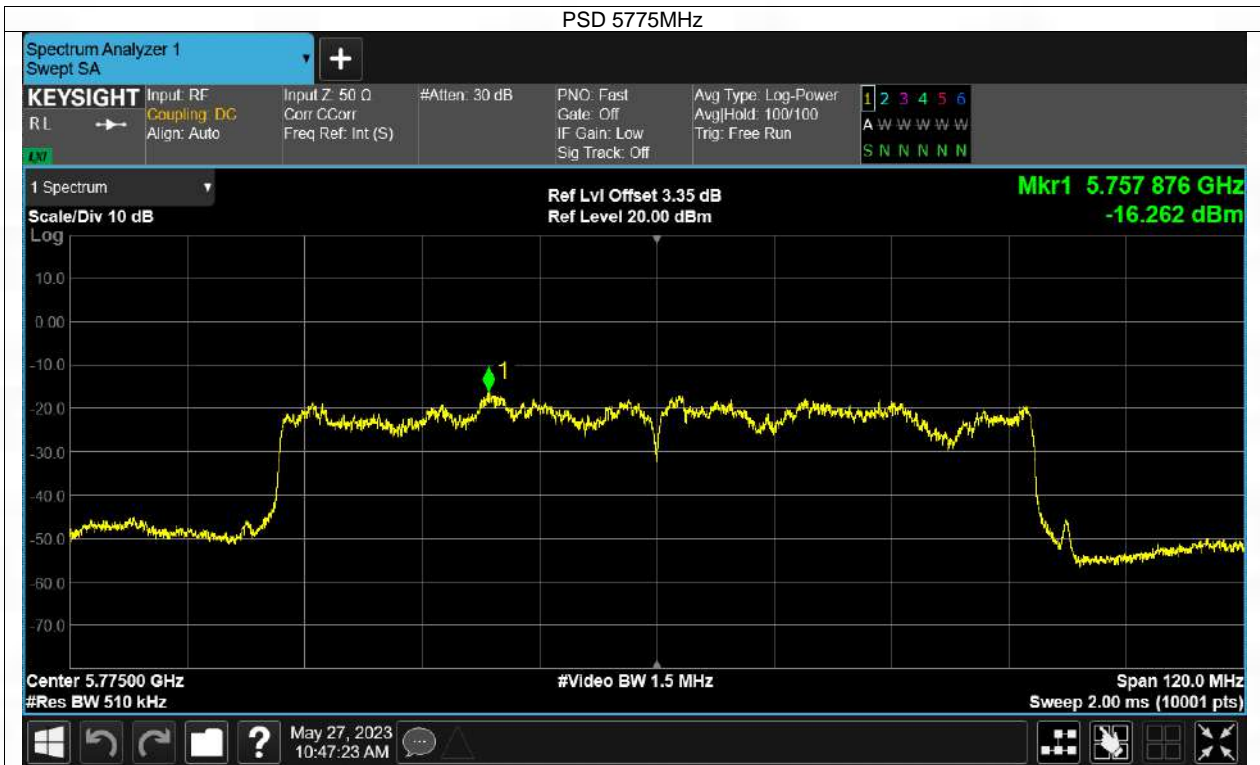 PSD 5775MHz
Spectrum Analyzer 1
Swept SA
+
KEYSIGHT
RL
LXI
Input: RF
Coupling: DC
Align: Auto
Input Z: 50 Ω
Corr CCorr
Freq Ref: Int (S)
#Atten: 30 dB
PNO: Fast
Gate: Off
IF Gain: Low
Sig Track: Off
Avg Type: Log-Power
Avg|Hold: 100/100
Trig: Free Run
1 2 3 4 5 6
A W W W W W
S N N N N N
1 Spectrum
Scale/Div 10 dB
Log
Ref Lvl Offset 3.35 dB
Ref Level 20.00 dBm
Mkr1 5.757 876 GHz
-16.262 dBm
10.0
0.00
-10.0
1
-20.0
-30.0
-40.0
-50.0
-60.0
-70.0
Center 5.77500 GHz
#Res BW 510 kHz
#Video BW 1.5 MHz
Span 120.0 MHz
Sweep 2.00 ms (10001 pts)
?
May 27, 2023
10:47:23 AM